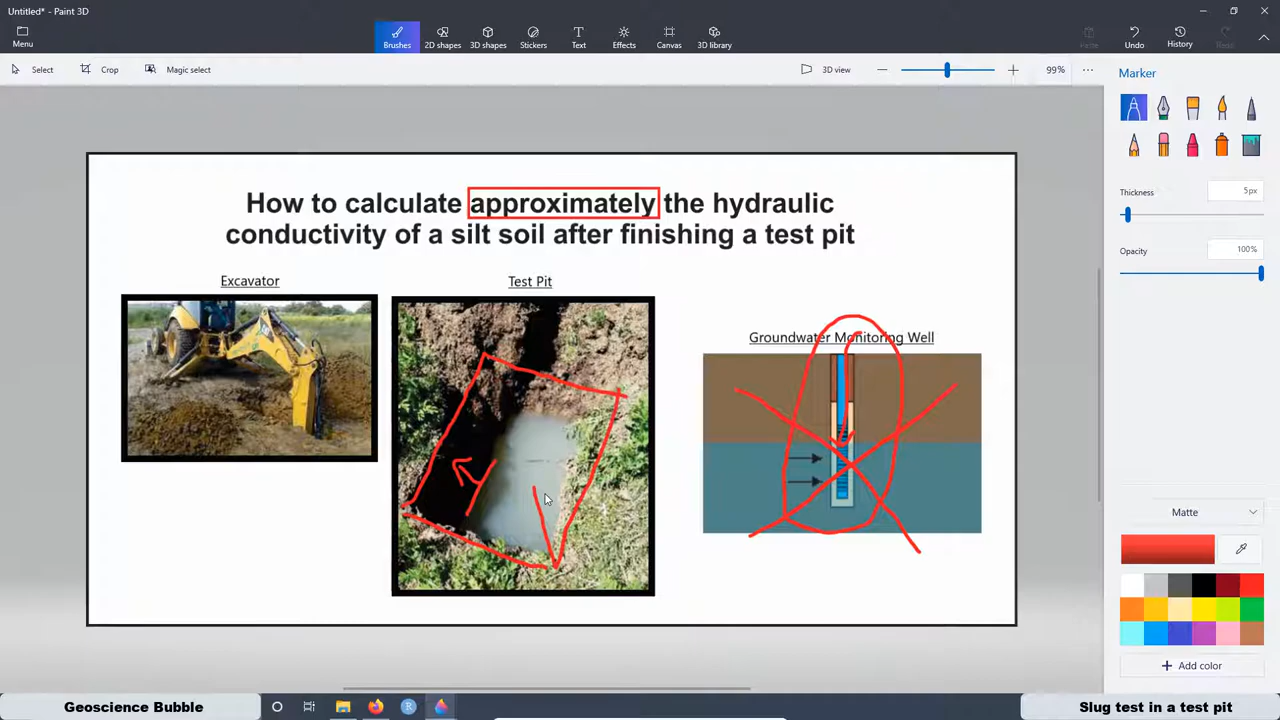 Untitled* - Paint 3D
Menu
Brushes
2D shapes
3D shapes
Stickers
Text
Effects
Canvas
3D library
Paste
Undo
History
Redo
Select
Crop
Magic select
3D view
99%
Marker
Thickness
5px
Opacity
100%
Matte
Add color
How to calculate approximately the hydraulic
conductivity of a silt soil after finishing a test pit
Excavator
Test Pit
Groundwater Monitoring Well
Geoscience Bubble
Slug test in a test pit